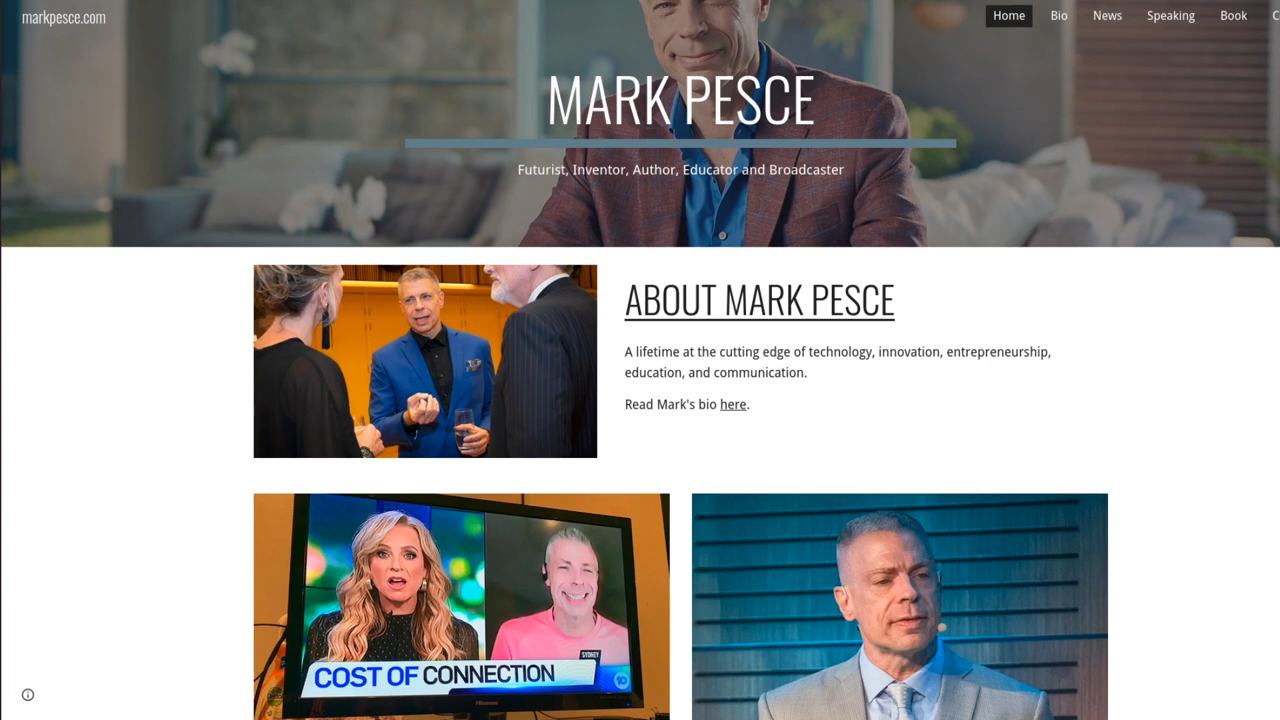 markpesce.com
Home Bio News Speaking Book C
MARK PESCE
Futurist, Inventor, Author, Educator and Broadcaster
ABOUT MARK PESCE
A lifetime at the cutting edge of technology, innovation, entrepreneurship,
education, and communication.
Read Mark's bio here.
SYDNEY
COST OF CONNECTION
10
Hisense